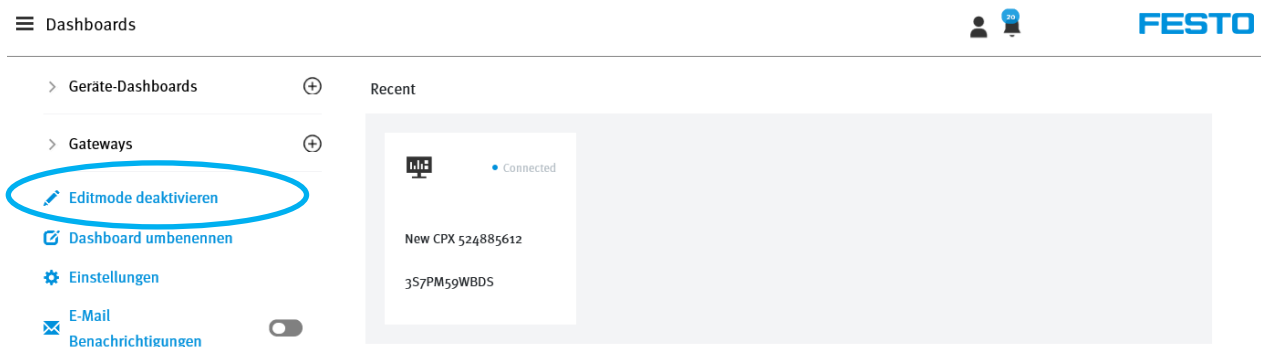 Dashboards
20
FESTO
Geräte-Dashboards
Recent
Gateways
Connected
Editmode deaktivieren
Dashboard umbenennen
New CPX 524885612
Einstellungen
3S7PM59WBDS
E-Mail
Benachrichtigungen